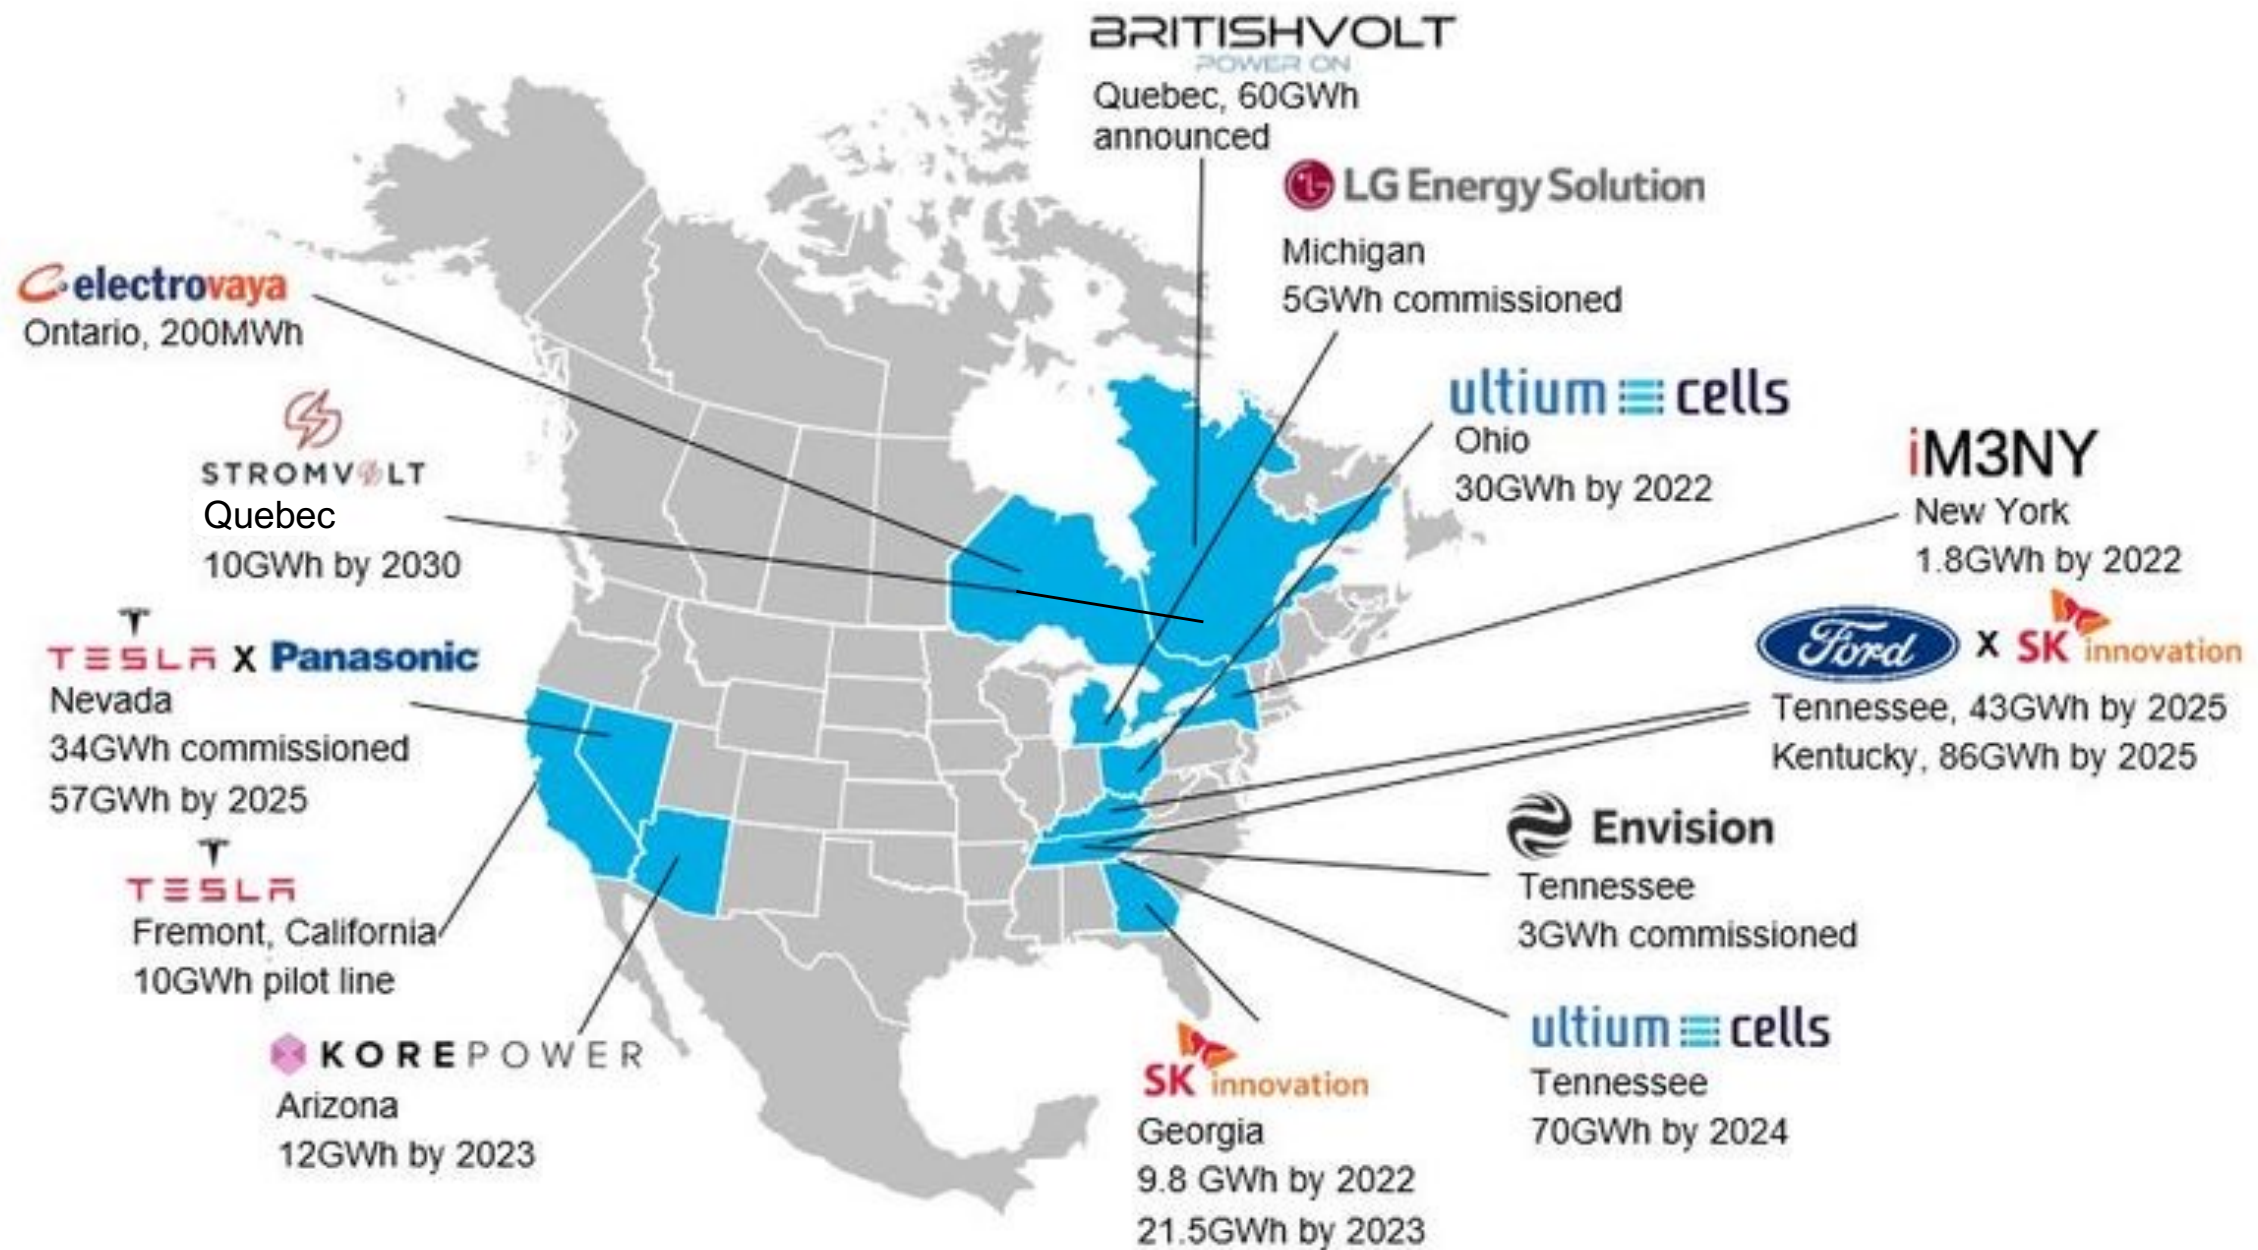 BRITISHVOLT
POWER ON
Quebec, 60GWh
announced
LG Energy Solution
Michigan
5GWh commissioned
electrovaya
Ontario, 200MWh
ultium cells
Ohio
30GWh by 2022
STROMVOLT
Quebec
10GWh by 2030
iM3NY
New York
1.8GWh by 2022
TESLA X Panasonic
Nevada
34GWh commissioned
57GWh by 2025
Ford X SK innovation
Tennessee, 43GWh by 2025
Kentucky, 86GWh by 2025
TESLA
Fremont, California
10GWh pilot line
Envision
Tennessee
3GWh commissioned
KOREPOWER
Arizona
12GWh by 2023
SK innovation
Georgia
9.8 GWh by 2022
21.5GWh by 2023
ultium cells
Tennessee
70GWh by 2024